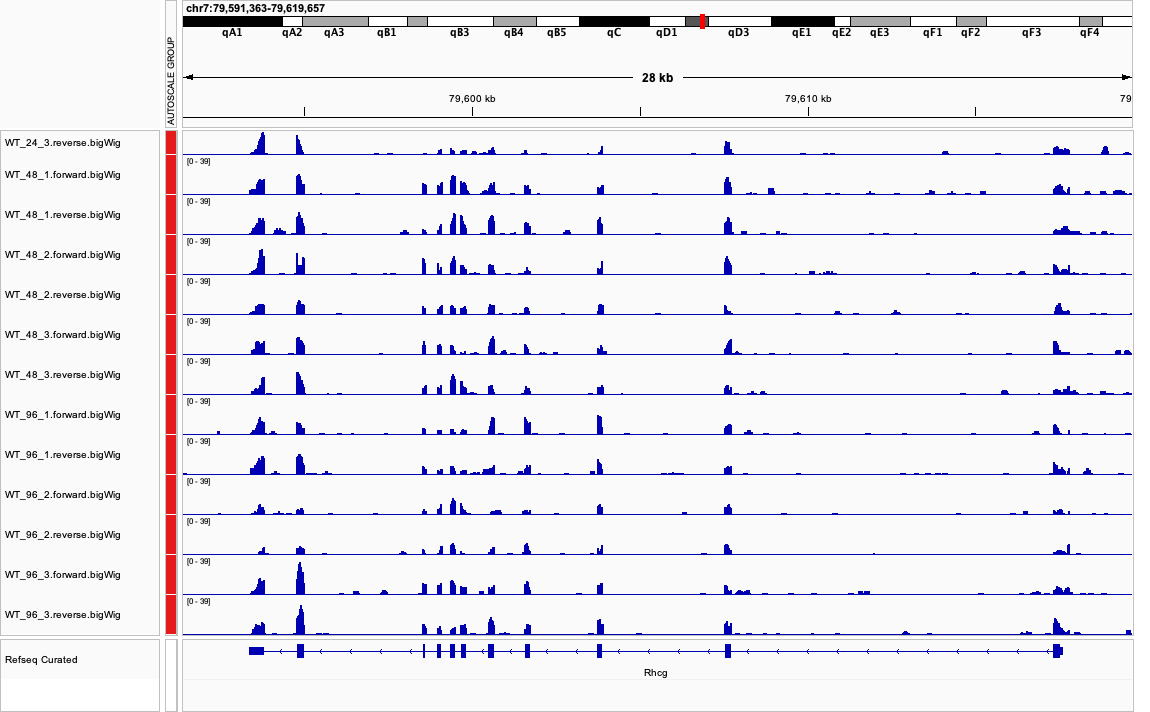 chr7:79,591,363-79,619,657
qA1 qA2 qA3 qB1 qB3 qB4 qB5 qC qD1 qD3 qE1 qE2 qE3 qF1 qF2 qF3 qF4
28 kb
79,600 kb 79,610 kb 79
AUTOSCALE GROUP
WT_24_3.reverse.bigWig
[0 - 39]
WT_48_1.forward.bigWig
[0 - 39]
WT_48_1.reverse.bigWig
[0 - 39]
WT_48_2.forward.bigWig
[0 - 39]
WT_48_2.reverse.bigWig
[0 - 39]
WT_48_3.forward.bigWig
[0 - 39]
WT_48_3.reverse.bigWig
[0 - 39]
WT_96_1.forward.bigWig
[0 - 39]
WT_96_1.reverse.bigWig
[0 - 39]
WT_96_2.forward.bigWig
[0 - 39]
WT_96_2.reverse.bigWig
[0 - 39]
WT_96_3.forward.bigWig
[0 - 39]
WT_96_3.reverse.bigWig
Refseq Curated
Rhcg